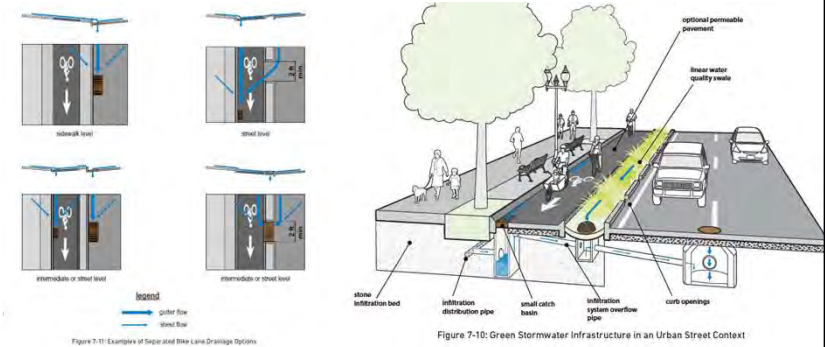 sidewalk level
street level
2 ft
min
intermediate or street level
intermediate or street level
2 ft
min
legend
gutter flow
street flow
Figure 7-11: Examples of Separated Bike Lane Drainage Options
optional permeable
pavement
linear water
quality swale
stone
infiltration bed
infiltration
distribution pipe
small catch
basin
infiltration
system overflow
pipe
curb openings
Figure 7-10: Green Stormwater Infrastructure in an Urban Street Context